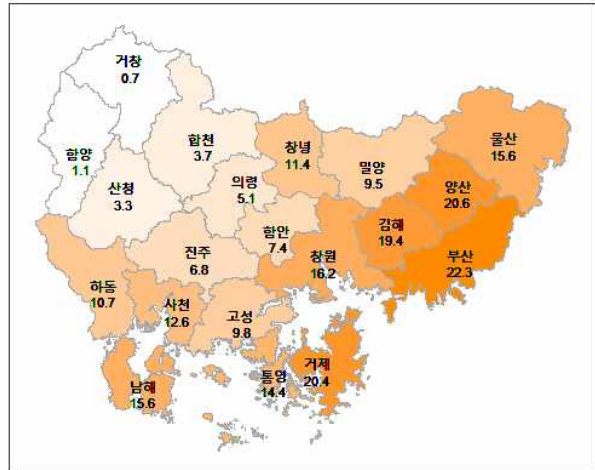 거창
0.7
함양
1.1
산청
3.3
합천
3.7
의령
5.1
창녕
11.4
밀양
9.5
울산
15.6
양산
20.6
김해
19.4
부산
22.3
함안
7.4
창원
16.2
진주
6.8
하동
10.7
사천
12.6
고성
9.8
통영
14.4
거제
20.4
남해
15.6